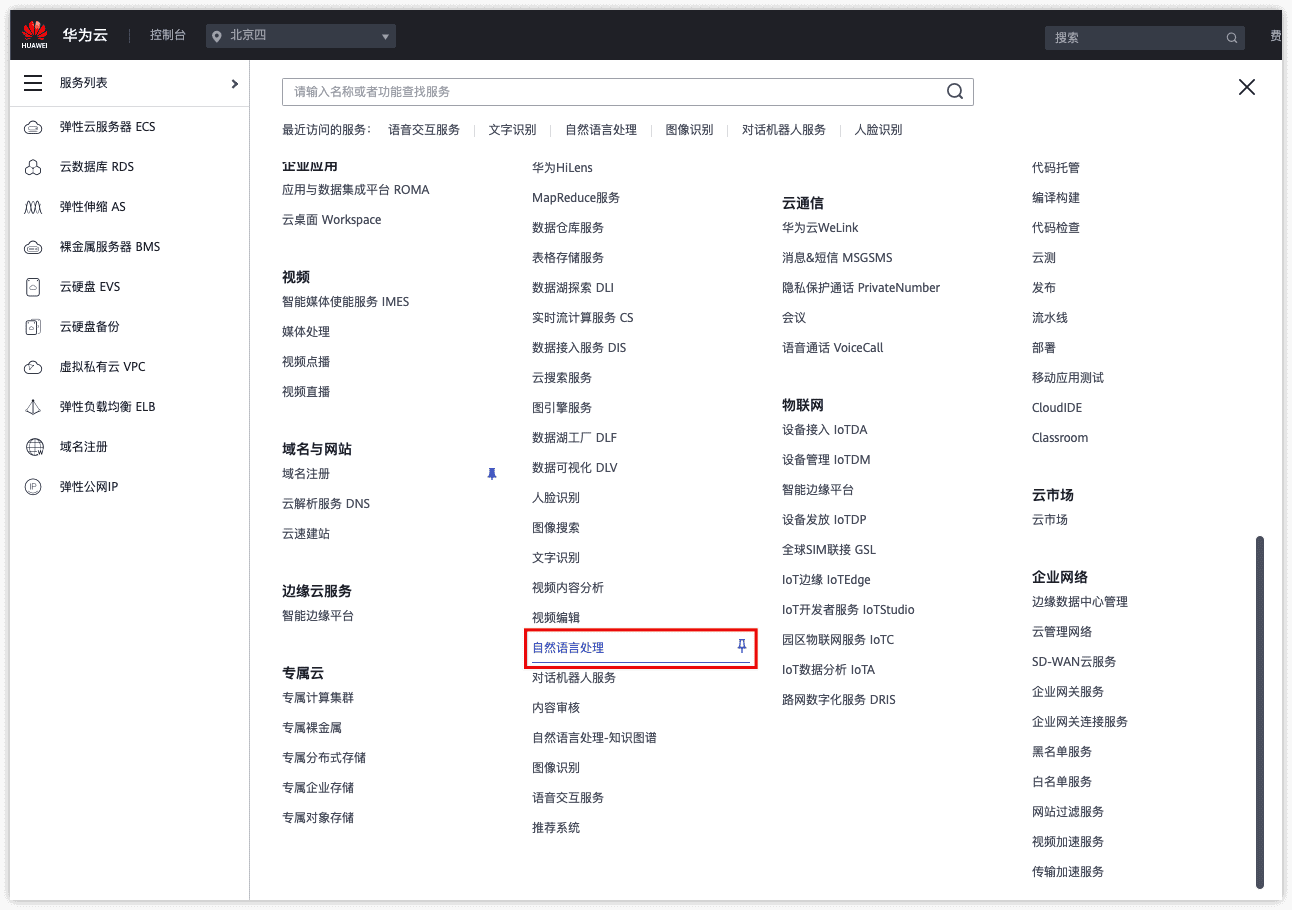 HUAWEI
华为云
控制台
北京四
搜索
费
服务列表
弹性云服务器 ECS
云数据库 RDS
弹性伸缩 AS
裸金属服务器 BMS
云硬盘 EVS
云硬盘备份
虚拟私有云 VPC
弹性负载均衡 ELB
域名注册
弹性公网IP
请输入名称或者功能查找服务
最近访问的服务：
语音交互服务
文字识别
自然语言处理
图像识别
对话机器人服务
人脸识别
企业应用
应用与数据集成平台 ROMA
云桌面 Workspace
视频
智能媒体使能服务 IMES
媒体处理
视频点播
视频直播
域名与网站
域名注册
云解析服务 DNS
云速建站
边缘云服务
智能边缘平台
专属云
专属计算集群
专属裸金属
专属分布式存储
专属企业存储
专属对象存储
华为HiLens
MapReduce服务
数据仓库服务
表格存储服务
数据湖探索 DLI
实时流计算服务 CS
数据接入服务 DIS
云搜索服务
图引擎服务
数据湖工厂 DLF
数据可视化 DLV
人脸识别
图像搜索
文字识别
视频内容分析
视频编辑
自然语言处理
对话机器人服务
内容审核
自然语言处理-知识图谱
图像识别
语音交互服务
推荐系统
云通信
华为云WeLink
消息&短信 MSGSMS
隐私保护通话 PrivateNumber
会议
语音通话 VoiceCall
物联网
设备接入 IoTDA
设备管理 IoTDM
智能边缘平台
设备发放 IoTDP
全球SIM联接 GSL
IoT边缘 IoTEdge
IoT开发者服务 IoTStudio
园区物联网服务 IoTC
IoT数据分析 IoTA
路网数字化服务 DRIS
代码托管
编译构建
代码检查
云测
发布
流水线
部署
移动应用测试
CloudIDE
Classroom
云市场
云市场
企业网络
边缘数据中心管理
云管理网络
SD-WAN云服务
企业网关服务
企业网关连接服务
黑名单服务
白名单服务
网站过滤服务
视频加速服务
传输加速服务